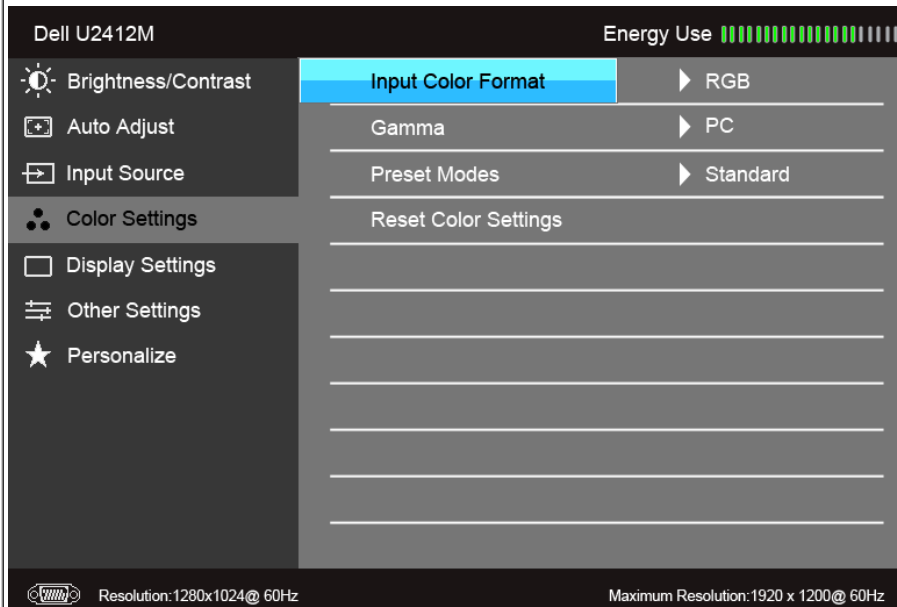 Dell U2412M Energy Use
Brightness/Contrast Input Color Format RGB
Auto Adjust Gamma PC
Input Source Preset Modes Standard
Color Settings Reset Color Settings
Display Settings
Other Settings
Personalize
Resolution:1280x1024@ 60Hz Maximum Resolution:1920 x 1200@ 60Hz